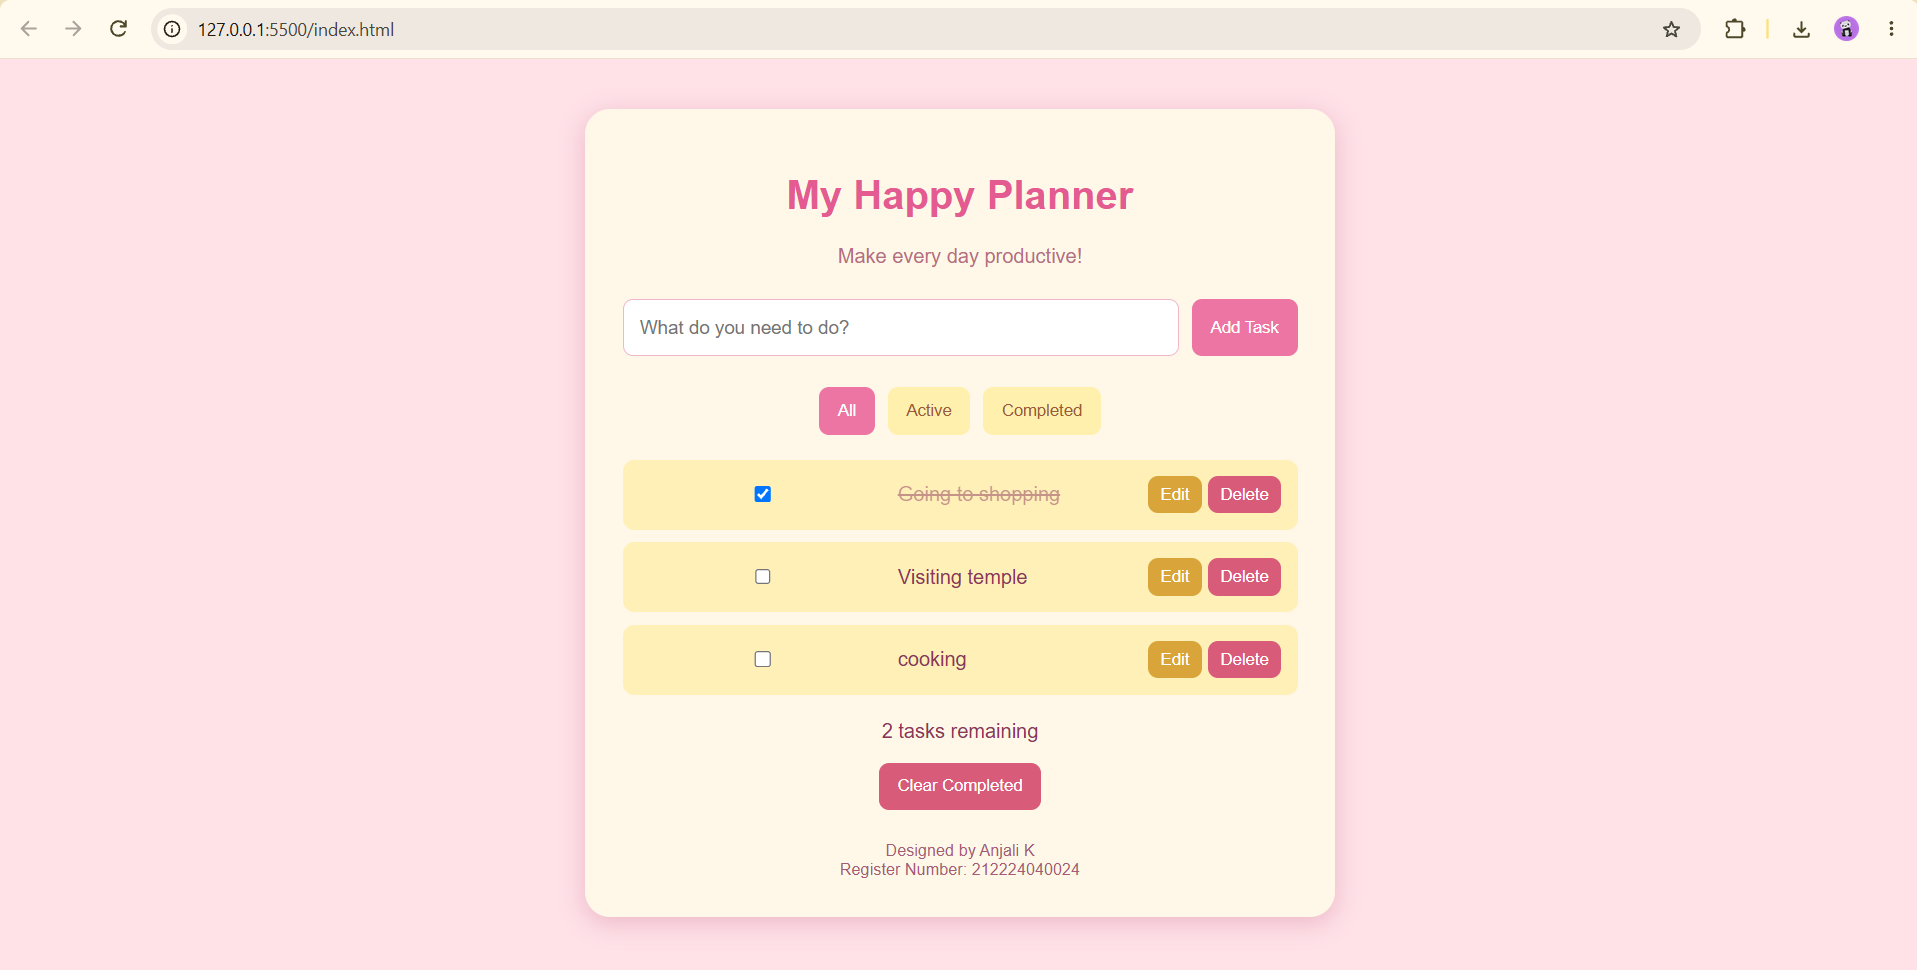 127.0.0.1:5500/index.html
My Happy Planner
Make every day productive!
What do you need to do? Add Task
All Active Completed
Going to shopping Edit Delete
Visiting temple Edit Delete
cooking Edit Delete
2 tasks remaining
Clear Completed
Designed by Anjali K
Register Number: 212224040024